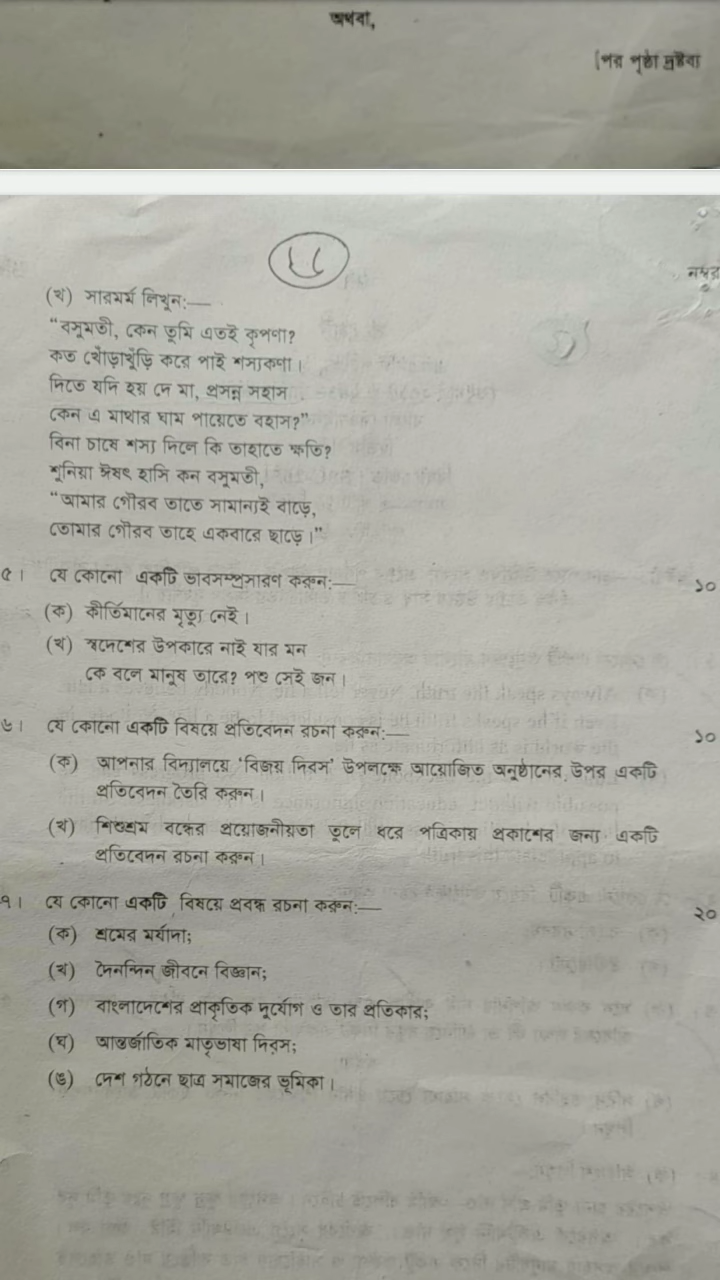 অথবা,
[পর পৃষ্ঠা দ্রষ্টব্য
নম্বর
(খ) সারমর্ম লিখুন:—
“বসুমতী, কেন তুমি এতই কৃপণা?
কত খোঁড়াখুঁড়ি করে পাই শস্যকণা।
দিতে যদি হয় দে মা, প্রসন্ন সহাস
কেন এ মাথার ঘাম পায়েতে বহাস?”
বিনা চাষে শস্য দিলে কি তাহাতে ক্ষতি?
শুনিয়া ঈষৎ হাসি কন বসুমতী,
“আমার গৌরব তাতে সামান্যই বাড়ে,
তোমার গৌরব তাহে একবারে ছাড়ে।”
৫। যে কোনো একটি ভাবসম্প্রসারণ করুন:— ১০
(ক) কীর্তিমানের মৃত্যু নেই।
(খ) স্বদেশের উপকারে নাই যার মন
কে বলে মানুষ তারে? পশু সেই জন।
৬। যে কোনো একটি বিষয়ে প্রতিবেদন রচনা করুন:— ১০
(ক) আপনার বিদ্যালয়ে ‘বিজয় দিবস’ উপলক্ষে আয়োজিত অনুষ্ঠানের উপর একটি
প্রতিবেদন তৈরি করুন।
(খ) শিশুশ্রম বন্ধের প্রয়োজনীয়তা তুলে ধরে পত্রিকায় প্রকাশের জন্য একটি
প্রতিবেদন রচনা করুন।
৭। যে কোনো একটি বিষয়ে প্রবন্ধ রচনা করুন:— ২০
(ক) শ্রমের মর্যাদা;
(খ) দৈনন্দিন জীবনে বিজ্ঞান;
(গ) বাংলাদেশের প্রাকৃতিক দুর্যোগ ও তার প্রতিকার;
(ঘ) আন্তর্জাতিক মাতৃভাষা দিবস;
(ঙ) দেশ গঠনে ছাত্র সমাজের ভূমিকা।